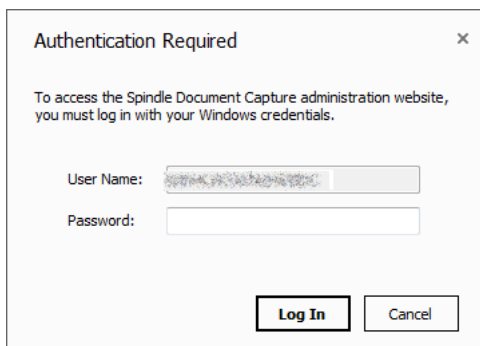 Authentication Required
To access the Spindle Document Capture administration website,
you must log in with your Windows credentials.
User Name:
Password:
Log In
Cancel